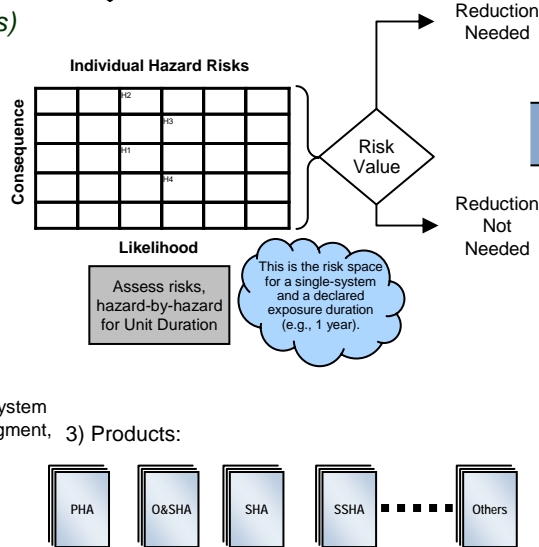 s)
Reduction
Needed
Individual Hazard Risks
H2
H3
H1
H4
Consequence
Likelihood
Risk
Value
Reduction
Not
Needed
Assess risks,
hazard-by-hazard
for Unit Duration
This is the risk space
for a single-system
and a declared
exposure duration
(e.g., 1 year).
ystem
gment,
3) Products:
PHA
O&SHA
SHA
SSHA
Others